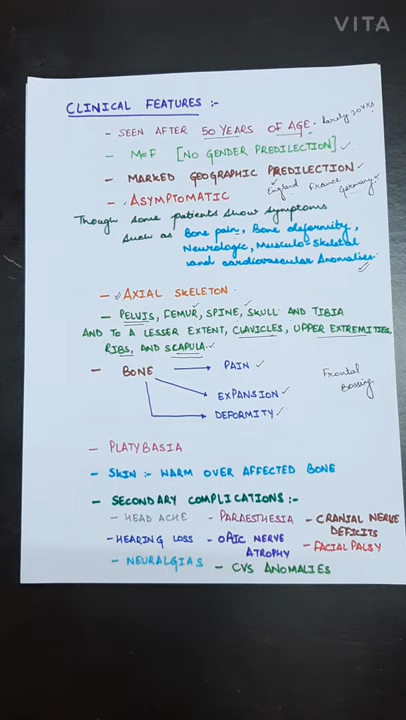 VITA
CLINICAL FEATURES :-
- SEEN AFTER 50 YEARS OF AGE. Rarely 20 yrs
- M=F [NO GENDER PREDILECTION]
- MARKED GEOGRAPHIC PREDILECTION
England France Germany
- ASYMPTOMATIC
Though some patients show symptoms
such as Bone pain, Bone deformity,
Neurologic, Musculo-Skeletal
and cardiovascular Anomalies.
- AXIAL SKELETON
- PELVIS, FEMUR, SPINE, SKULL AND TIBIA
AND TO A LESSER EXTENT, CLAVICLES, UPPER EXTREMITIES,
RIBS, AND SCAPULA.
- BONE → PAIN
→ EXPANSION
→ DEFORMITY
Frontal
Bossing
- PLATYBASIA
- SKIN :- WARM OVER AFFECTED BONE
- SECONDARY COMPLICATIONS :-
- HEAD ACHE - PARAESTHESIA - CRANIAL NERVE
DEFICITS
- HEARING LOSS - OPTIC NERVE
ATROPHY
- FACIAL PALSY
- NEURALGIAS - CVS ANOMALIES